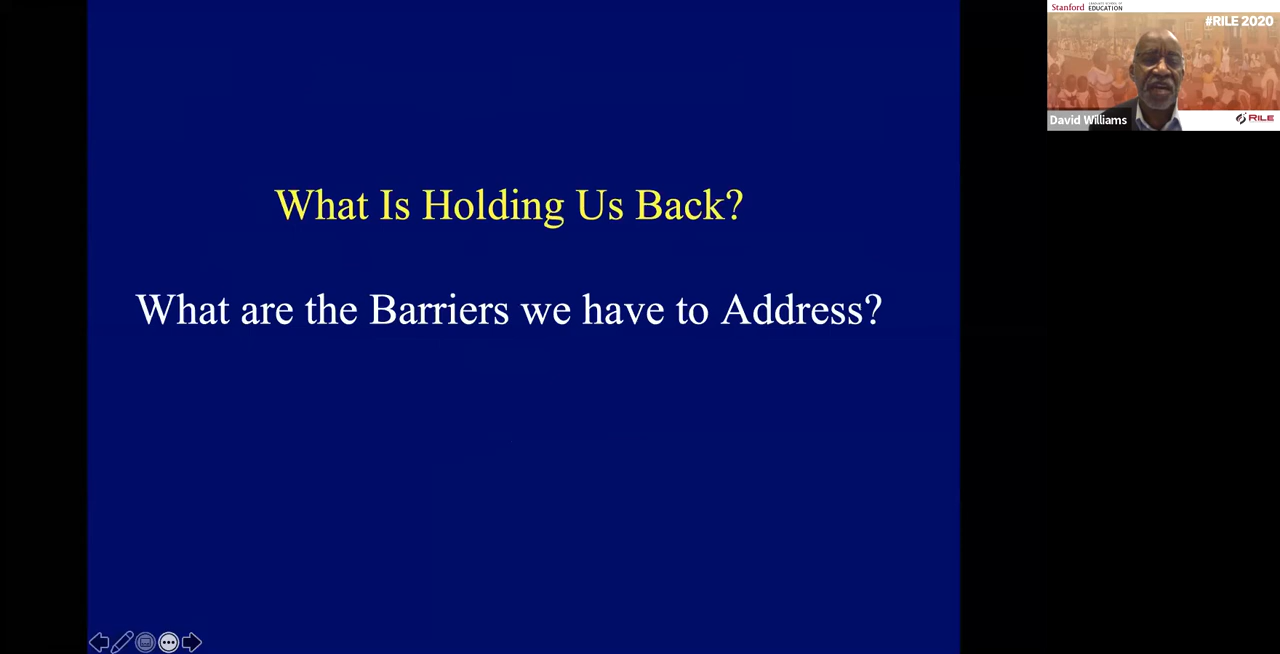 What Is Holding Us Back?
What are the Barriers we have to Address?
Stanford
EDUCATION
#RILE 2020
David Williams
RILE